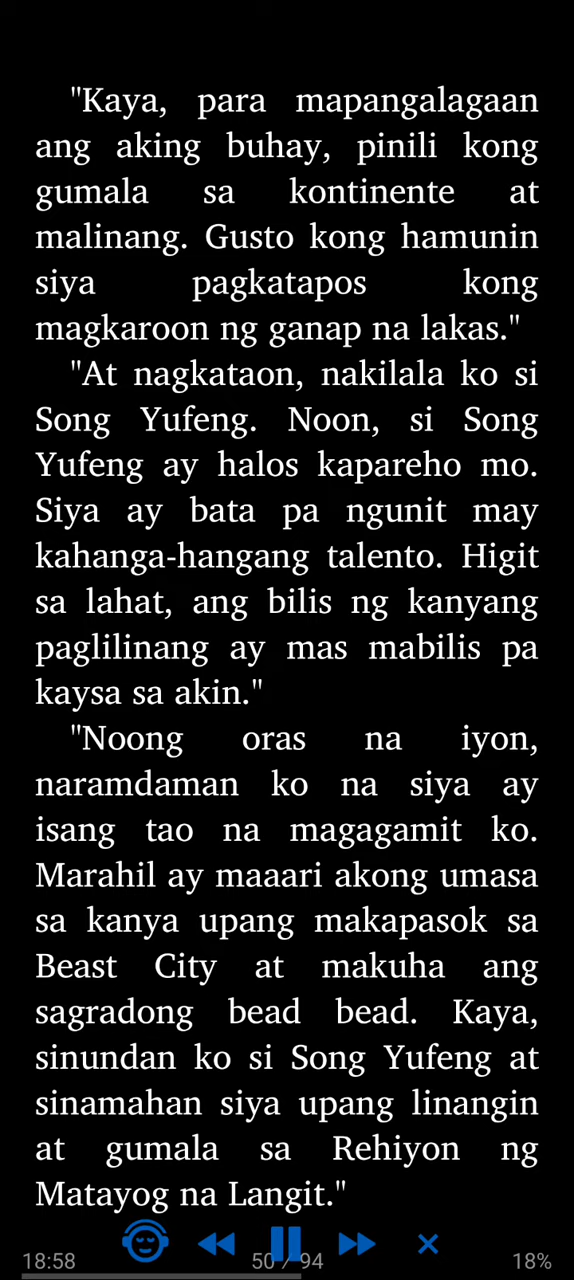 "Kaya, para mapangalagaan
ang aking buhay, pinili kong
gumala sa kontinente at
malinang. Gusto kong hamunin
siya pagkatapos kong
magkaroon ng ganap na lakas."
"At nagkataon, nakilala ko si
Song Yufeng. Noon, si Song
Yufeng ay halos kapareho mo.
Siya ay bata pa ngunit may
kahanga-hangang talento. Higit
sa lahat, ang bilis ng kanyang
paglilinang ay mas mabilis pa
kaysa sa akin."
"Noong oras na iyon,
naramdaman ko na siya ay
isang tao na magagamit ko.
Marahil ay maaari akong umasa
sa kanya upang makapasok sa
Beast City at makuha ang
sagradong bead bead. Kaya,
sinundan ko si Song Yufeng at
sinamahan siya upang linangin
at gumala sa Rehiyon ng
Matayog na Langit."
18:58 50 / 94 18%